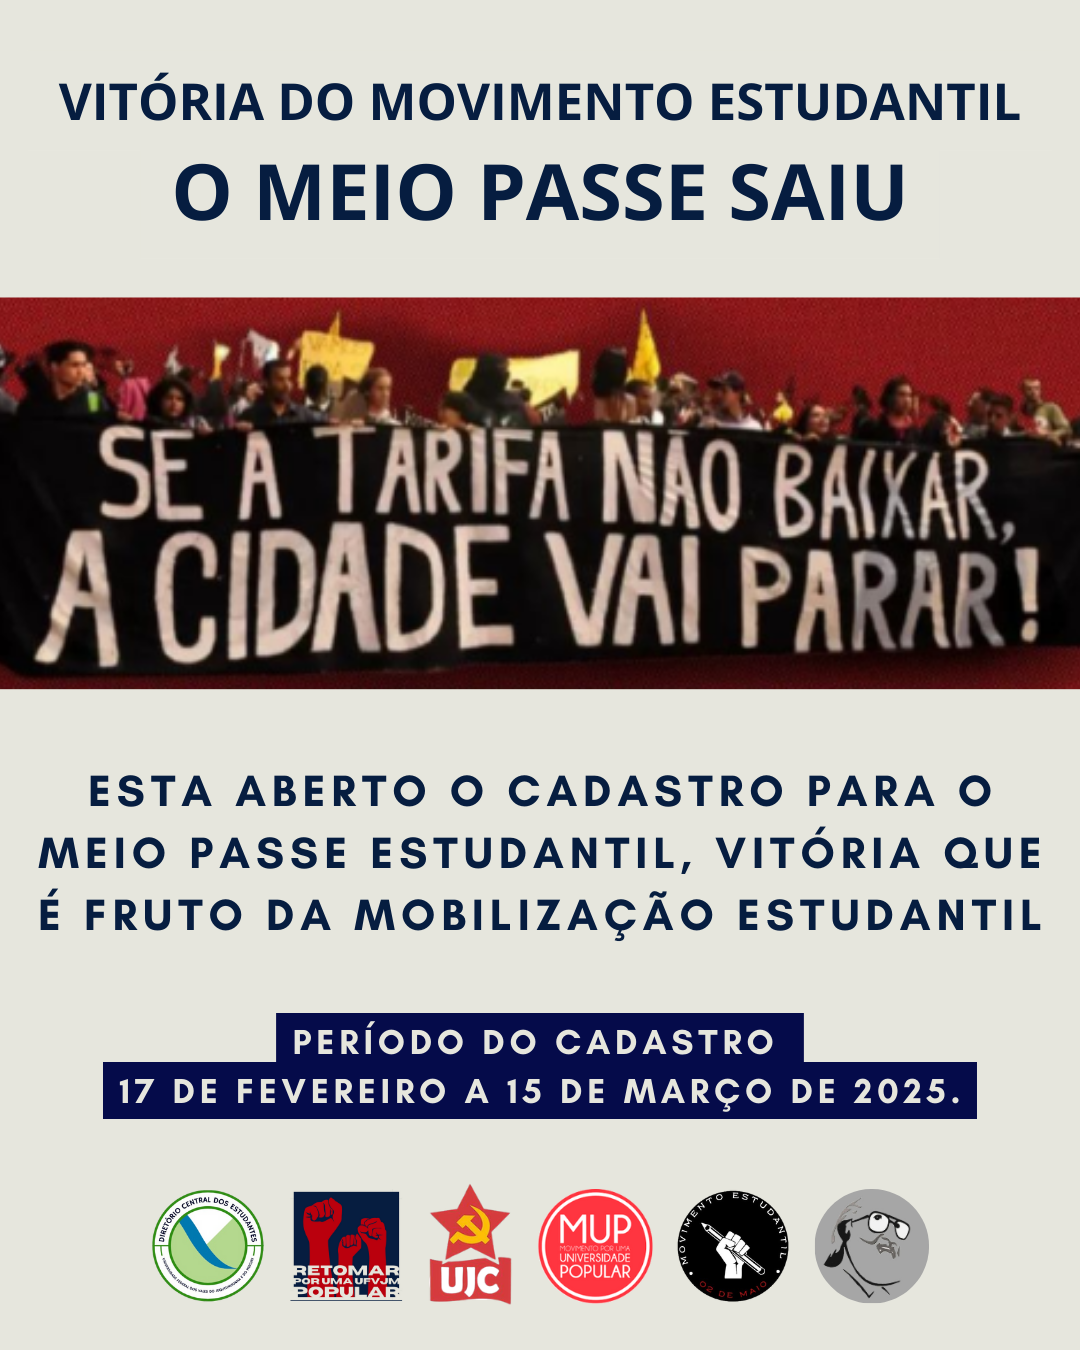 VITÓRIA DO MOVIMENTO ESTUDANTIL
O MEIO PASSE SAIU
SE A TARIFA NÃO BAIXAR,
A CIDADE VAI PARAR!
ESTA ABERTO O CADASTRO PARA O
MEIO PASSE ESTUDANTIL, VITÓRIA QUE
É FRUTO DA MOBILIZAÇÃO ESTUDANTIL
PERÍODO DO CADASTRO
17 DE FEVEREIRO A 15 DE MARÇO DE 2025.
DIRETÓRIO CENTRAL DOS ESTUDANTES
RETOMAR
POR UMA UFVJM
POPULAR
UJC
MUP
MOVIMENTO POR UMA
UNIVERSIDADE
POPULAR
MOVIMENTO ESTUDANTIL
02 DE MAIO